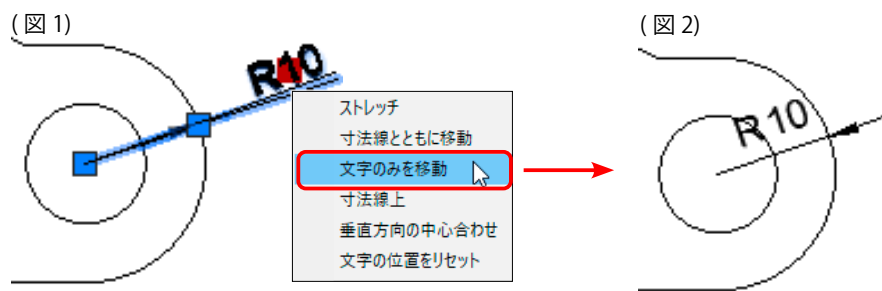 (図 1)
(図 2)
R10
ストレッチ
寸法線とともに移動
文字のみを移動
寸法線上
垂直方向の中心合わせ
文字の位置をリセット
R10